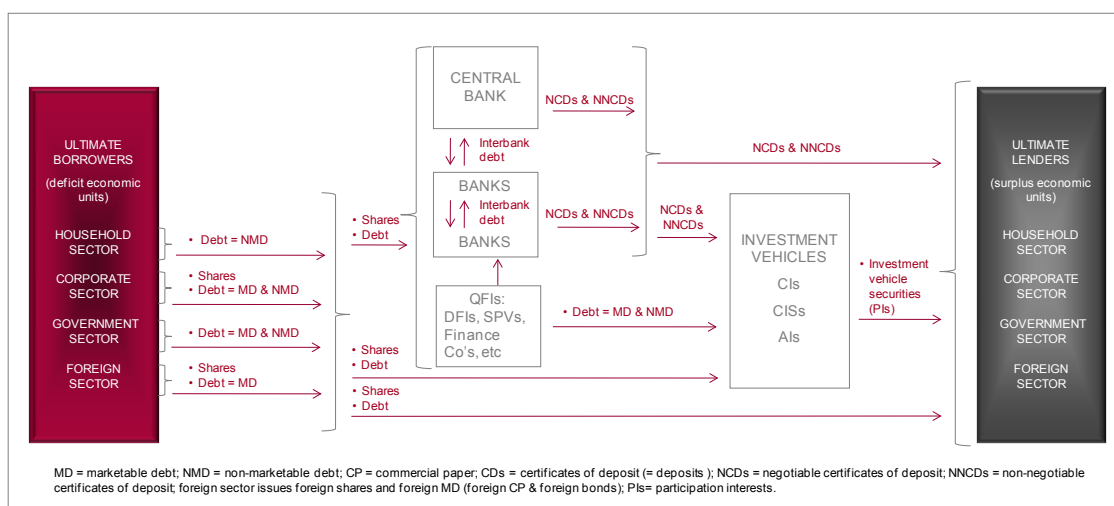 ULTIMATE
BORROWERS
(deficit economic
units)
HOUSEHOLD
SECTOR
CORPORATE
SECTOR
GOVERNMENT
SECTOR
FOREIGN
SECTOR
• Debt = NMD
• Shares
• Debt = MD & NMD
• Debt = MD & NMD
• Shares
• Debt = MD
• Shares
• Debt
CENTRAL
BANK
Interbank
debt
BANKS
Interbank
debt
BANKS
QFIs:
DFIs, SPVs,
Finance
Co's, etc
NCDs & NNCDs
NCDs & NNCDs
• Debt = MD & NMD
• Shares
• Debt
• Shares
• Debt
NCDs & NNCDs
NCDs &
NNCDs
INVESTMENT
VEHICLES
CIs
CISs
AIs
• Investment
vehicle
securities
(PIs)
ULTIMATE
LENDERS
(surplus economic
units)
HOUSEHOLD
SECTOR
CORPORATE
SECTOR
GOVERNMENT
SECTOR
FOREIGN
SECTOR
MD = marketable debt; NMD = non-marketable debt; CP = commercial paper; CDs = certificates of deposit (= deposits ); NCDs = negotiable certificates of deposit; NNCDs = non-negotiable
certificates of deposit; foreign sector issues foreign shares and foreign MD (foreign CP & foreign bonds); PIs= participation interests.